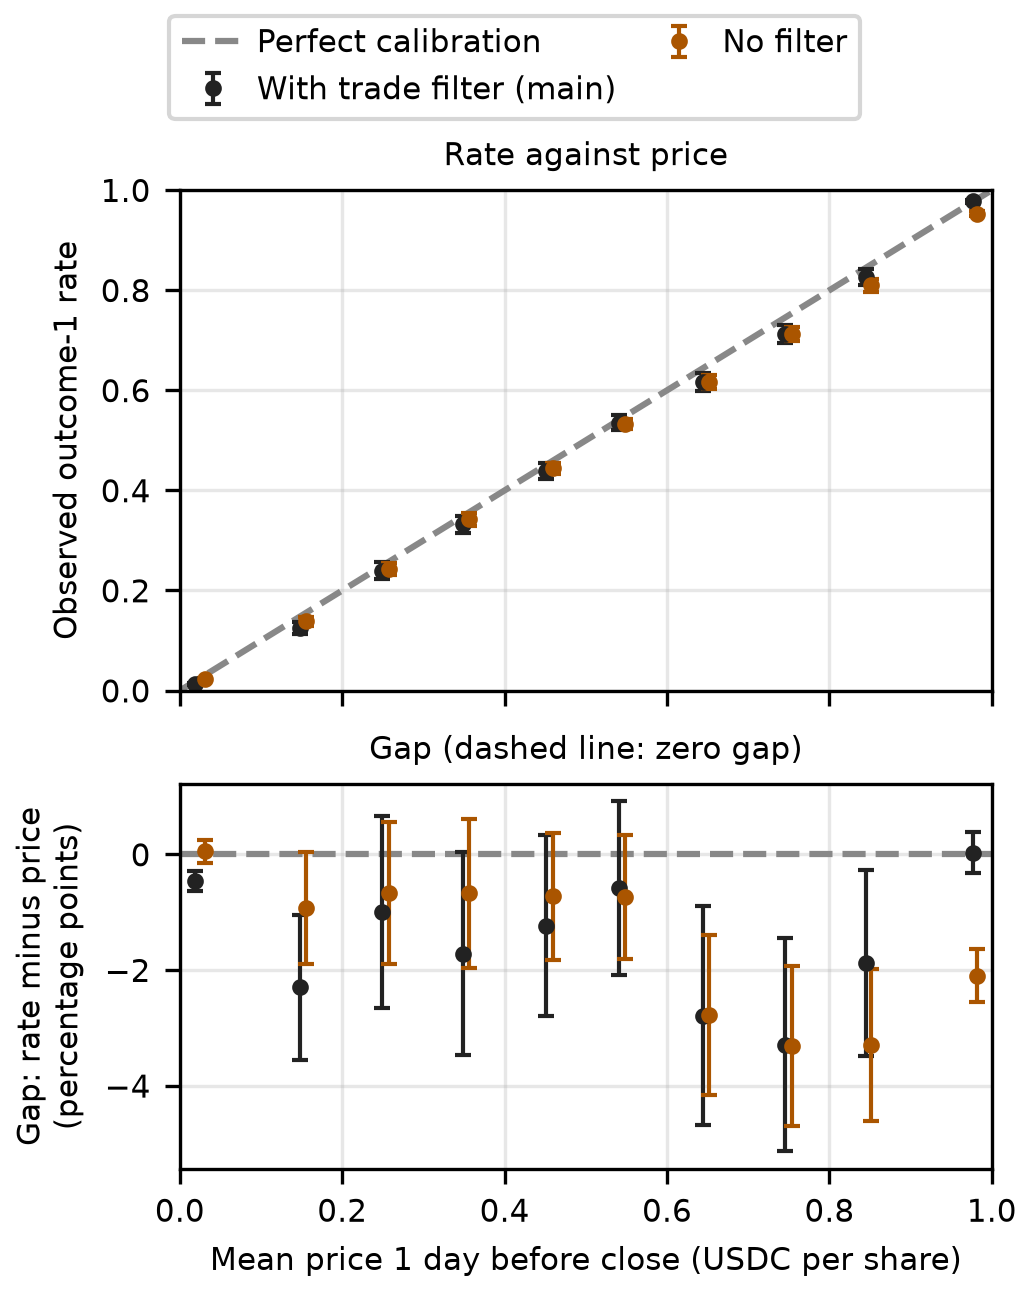 Perfect calibration
With trade filter (main)
No filter
Rate against price
Observed outcome-1 rate
1.0
0.8
0.6
0.4
0.2
0.0
Gap (dashed line: zero gap)
Gap: rate minus price
(percentage points)
0
−2
−4
0.0 0.2 0.4 0.6 0.8 1.0
Mean price 1 day before close (USDC per share)